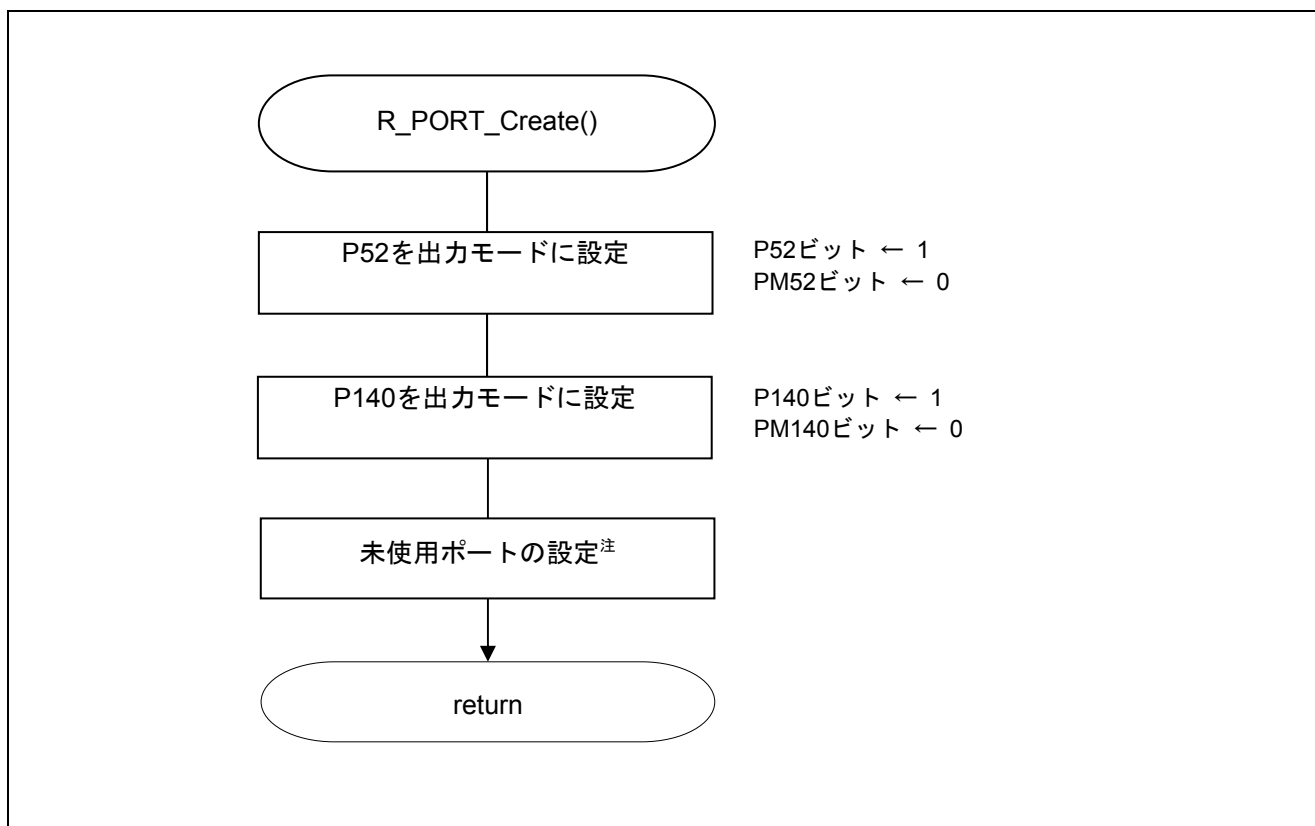 R_PORT_Create()
P52を出力モードに設定
P52ビット ← 1
PM52ビット ← 0
P140を出力モードに設定
P140ビット ← 1
PM140ビット ← 0
未使用ポートの設定注
return